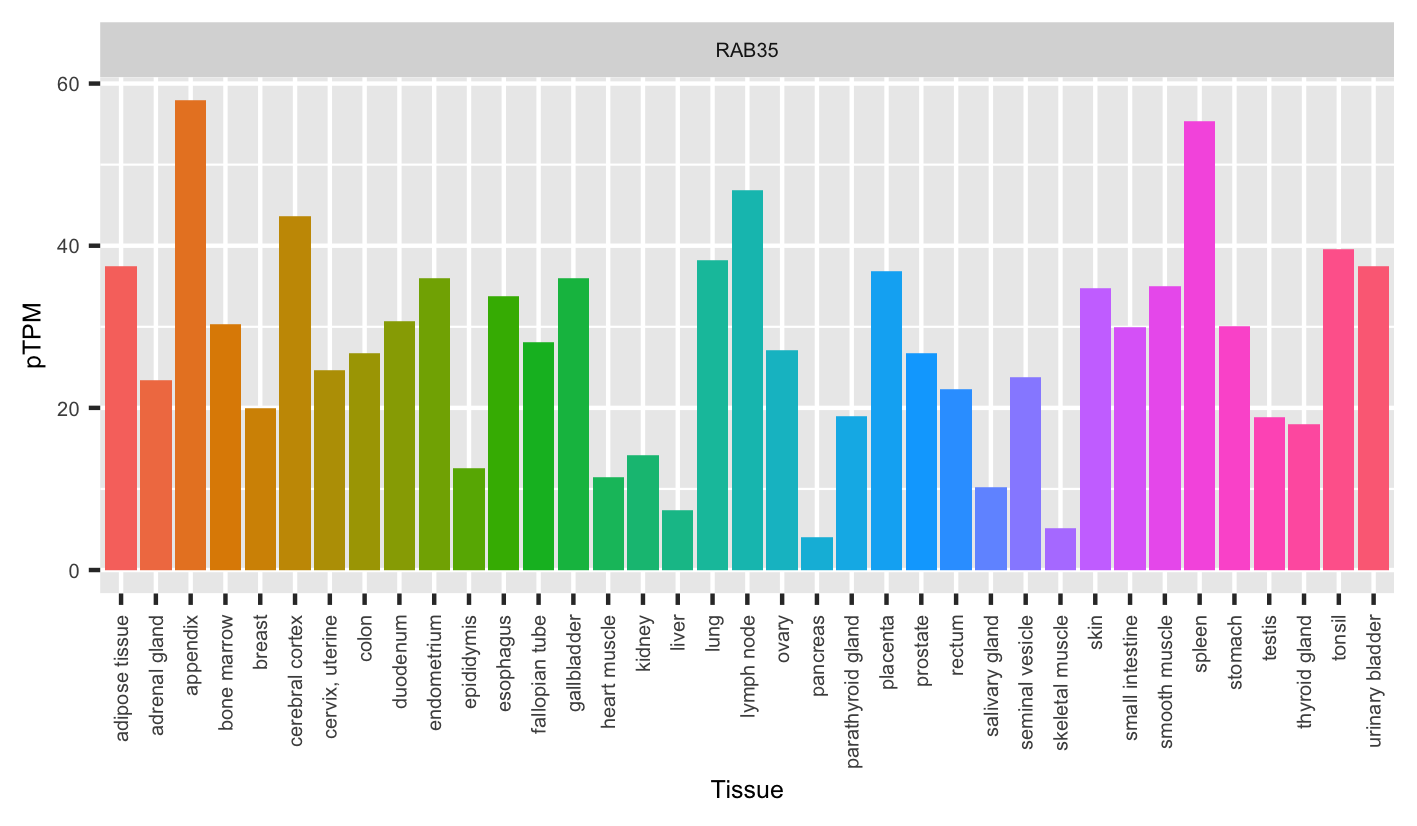 RAB35
60
40
20
0
pTPM
adipose tissue
adrenal gland
appendix
bone marrow
breast
cerebral cortex
cervix, uterine
colon
duodenum
endometrium
epididymis
esophagus
fallopian tube
gallbladder
heart muscle
kidney
liver
lung
lymph node
ovary
pancreas
parathyroid gland
placenta
prostate
rectum
salivary gland
seminal vesicle
skeletal muscle
skin
small intestine
smooth muscle
spleen
stomach
testis
thyroid gland
tonsil
urinary bladder
Tissue